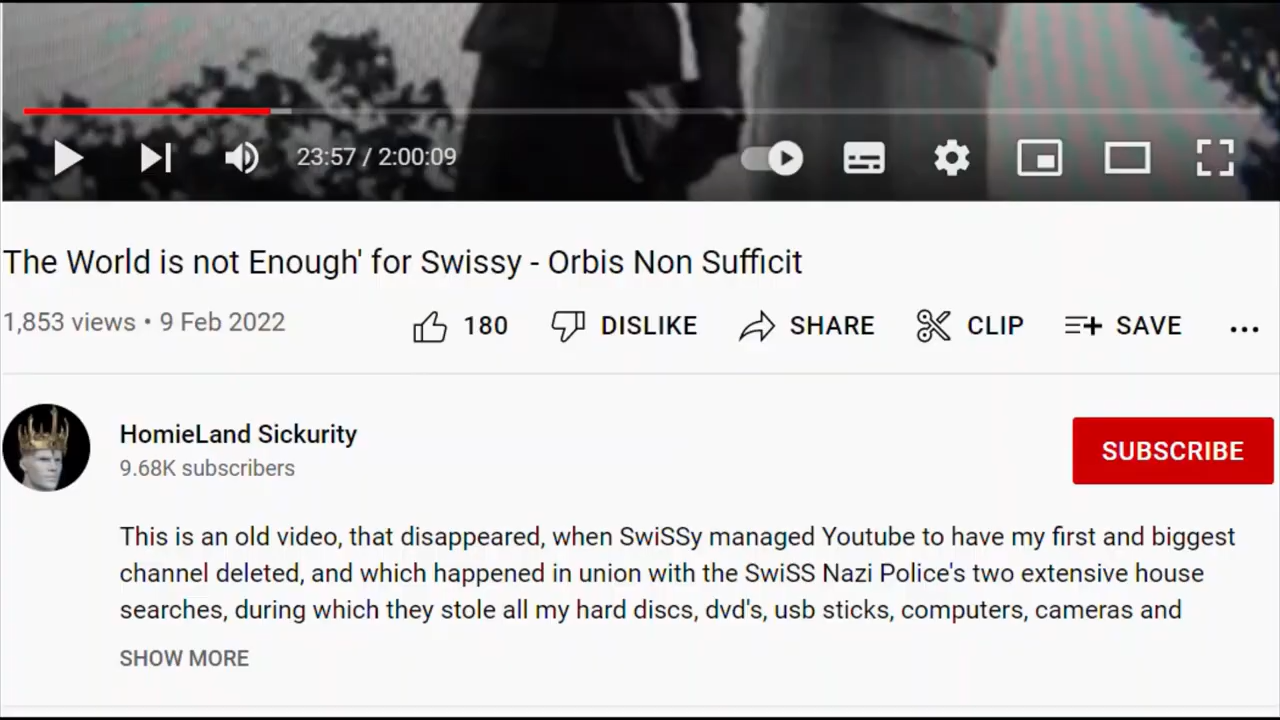 23:57 / 2:00:09
The World is not Enough' for Swissy - Orbis Non Sufficit
1,853 views • 9 Feb 2022 180 DISLIKE SHARE CLIP SAVE ...
HomieLand Sickurity
9.68K subscribers
SUBSCRIBE
This is an old video, that disappeared, when SwiSSy managed Youtube to have my first and biggest
channel deleted, and which happened in union with the SwiSS Nazi Police's two extensive house
searches, during which they stole all my hard discs, dvd's, usb sticks, computers, cameras and
SHOW MORE